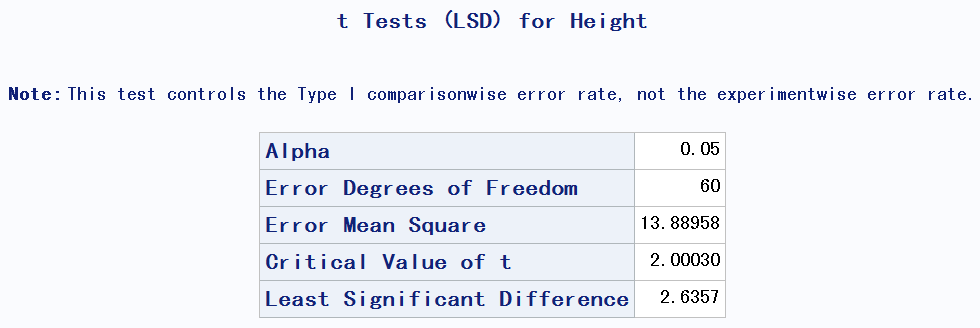 t Tests (LSD) for Height
Note: This test controls the Type I comparisonwise error rate, not the experimentwise error rate.
Alpha 0.05
Error Degrees of Freedom 60
Error Mean Square 13.88958
Critical Value of t 2.00030
Least Significant Difference 2.6357